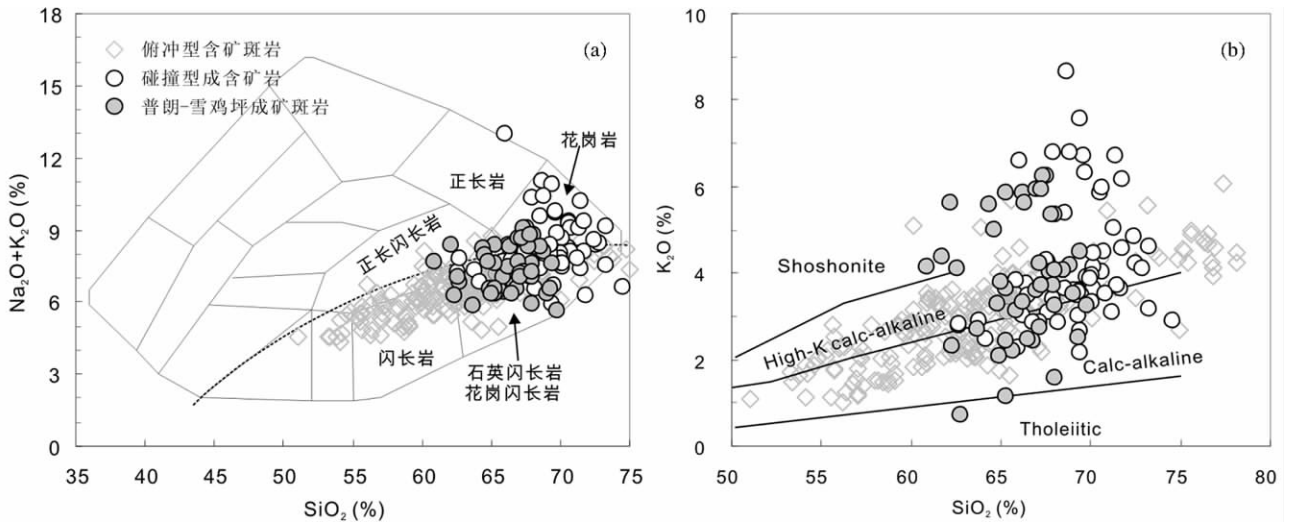 18
15
12
9
6
3
0
Na₂O+K₂O (%)
俯冲型含矿斑岩
碰撞型成含矿岩
普朗-雪鸡坪成矿斑岩
(a)
花岗岩
正长岩
正长闪长岩
闪长岩
石英闪长岩
花岗闪长岩
35 45 55 65 75
SiO₂ (%)
10
8
6
4
2
0
K₂O (%)
(b)
Shoshonite
High-K calc-alkaline
Calc-alkaline
Tholeiitic
50 55 60 65 70 75 80
SiO₂ (%)